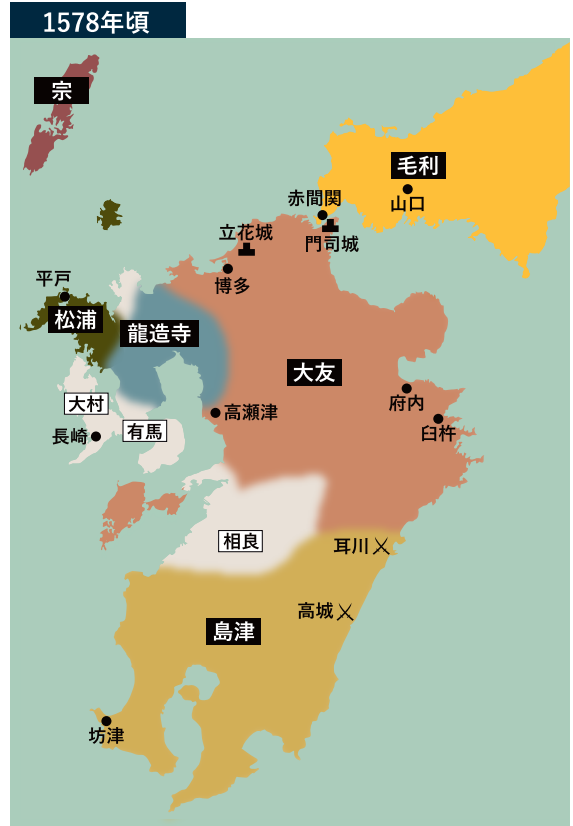 1578年頃
宗
毛利
赤間関
山口
立花城
門司城
平戸
博多
松浦
龍造寺
大友
大村
高瀬津
府内
有馬
長崎
臼杵
相良
耳川
高城
島津
坊津